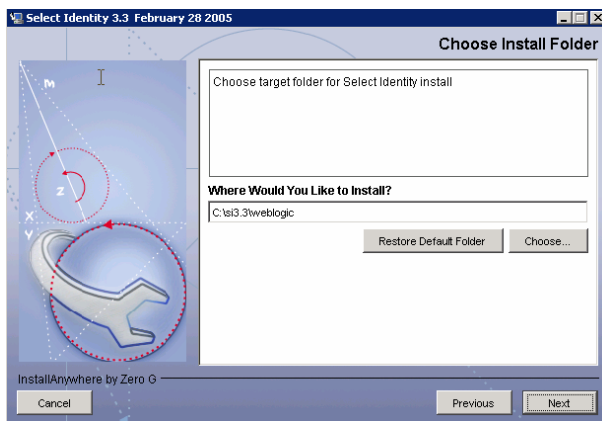 Select Identity 3.3 February 28 2005
Choose Install Folder
Choose target folder for Select Identity install
M
Z
X
Y
Where Would You Like to Install?
C:\si3.3\weblogic
Restore Default Folder
Choose...
InstallAnywhere by Zero G
Cancel
Previous
Next